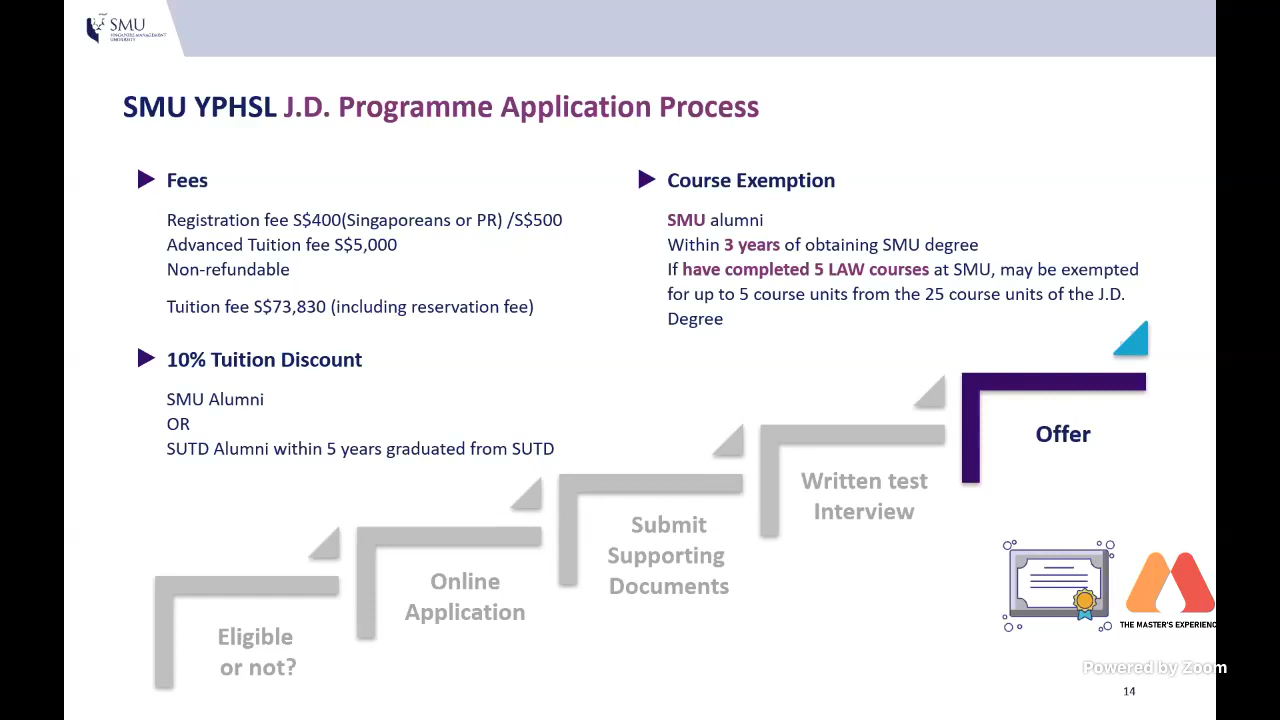 SMU
SINGAPORE MANAGEMENT
UNIVERSITY
SMU YPHSL J.D. Programme Application Process
Fees
Registration fee S$400(Singaporeans or PR) /S$500
Advanced Tuition fee S$5,000
Non-refundable
Tuition fee S$73,830 (including reservation fee)
10% Tuition Discount
SMU Alumni
OR
SUTD Alumni within 5 years graduated from SUTD
Course Exemption
SMU alumni
Within 3 years of obtaining SMU degree
If have completed 5 LAW courses at SMU, may be exempted
for up to 5 course units from the 25 course units of the J.D.
Degree
Eligible
or not?
Online
Application
Submit
Supporting
Documents
Written test
Interview
Offer
THE MASTER'S EXPERIENC
Powered by Zoom
14